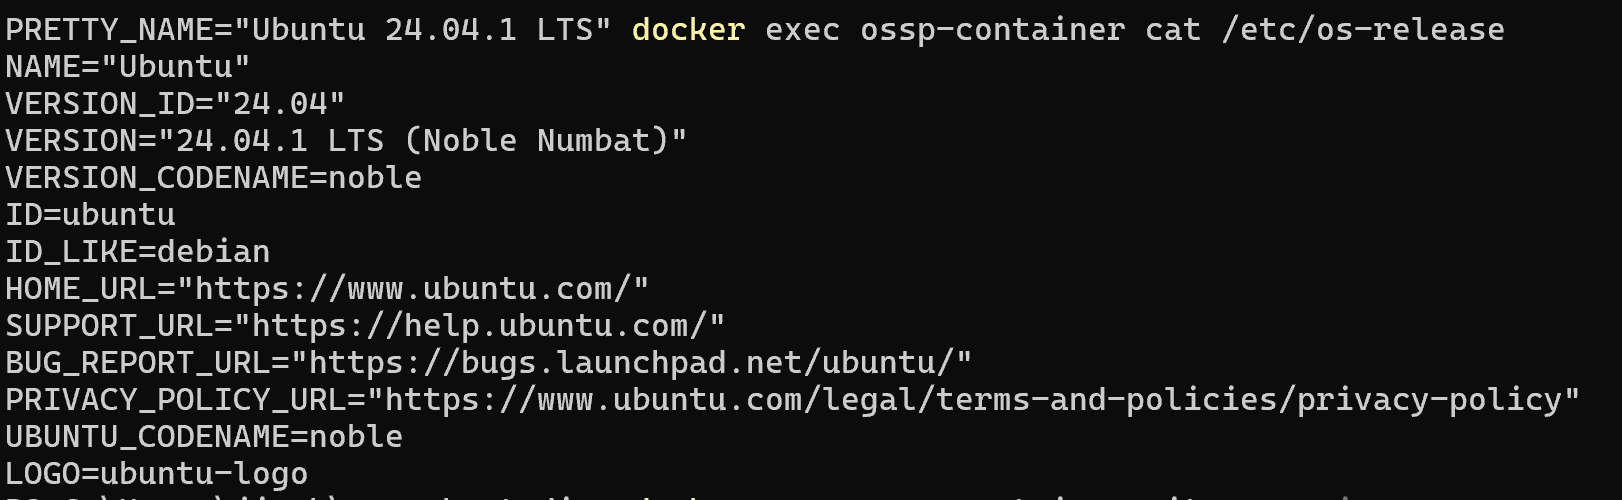 PRETTY_NAME="Ubuntu 24.04.1 LTS" docker exec ossp-container cat /etc/os-release
NAME="Ubuntu"
VERSION_ID="24.04"
VERSION="24.04.1 LTS (Noble Numbat)"
VERSION_CODENAME=noble
ID=ubuntu
ID_LIKE=debian
HOME_URL="https://www.ubuntu.com/"
SUPPORT_URL="https://help.ubuntu.com/"
BUG_REPORT_URL="https://bugs.launchpad.net/ubuntu/"
PRIVACY_POLICY_URL="https://www.ubuntu.com/legal/terms-and-policies/privacy-policy"
UBUNTU_CODENAME=noble
LOGO=ubuntu-logo